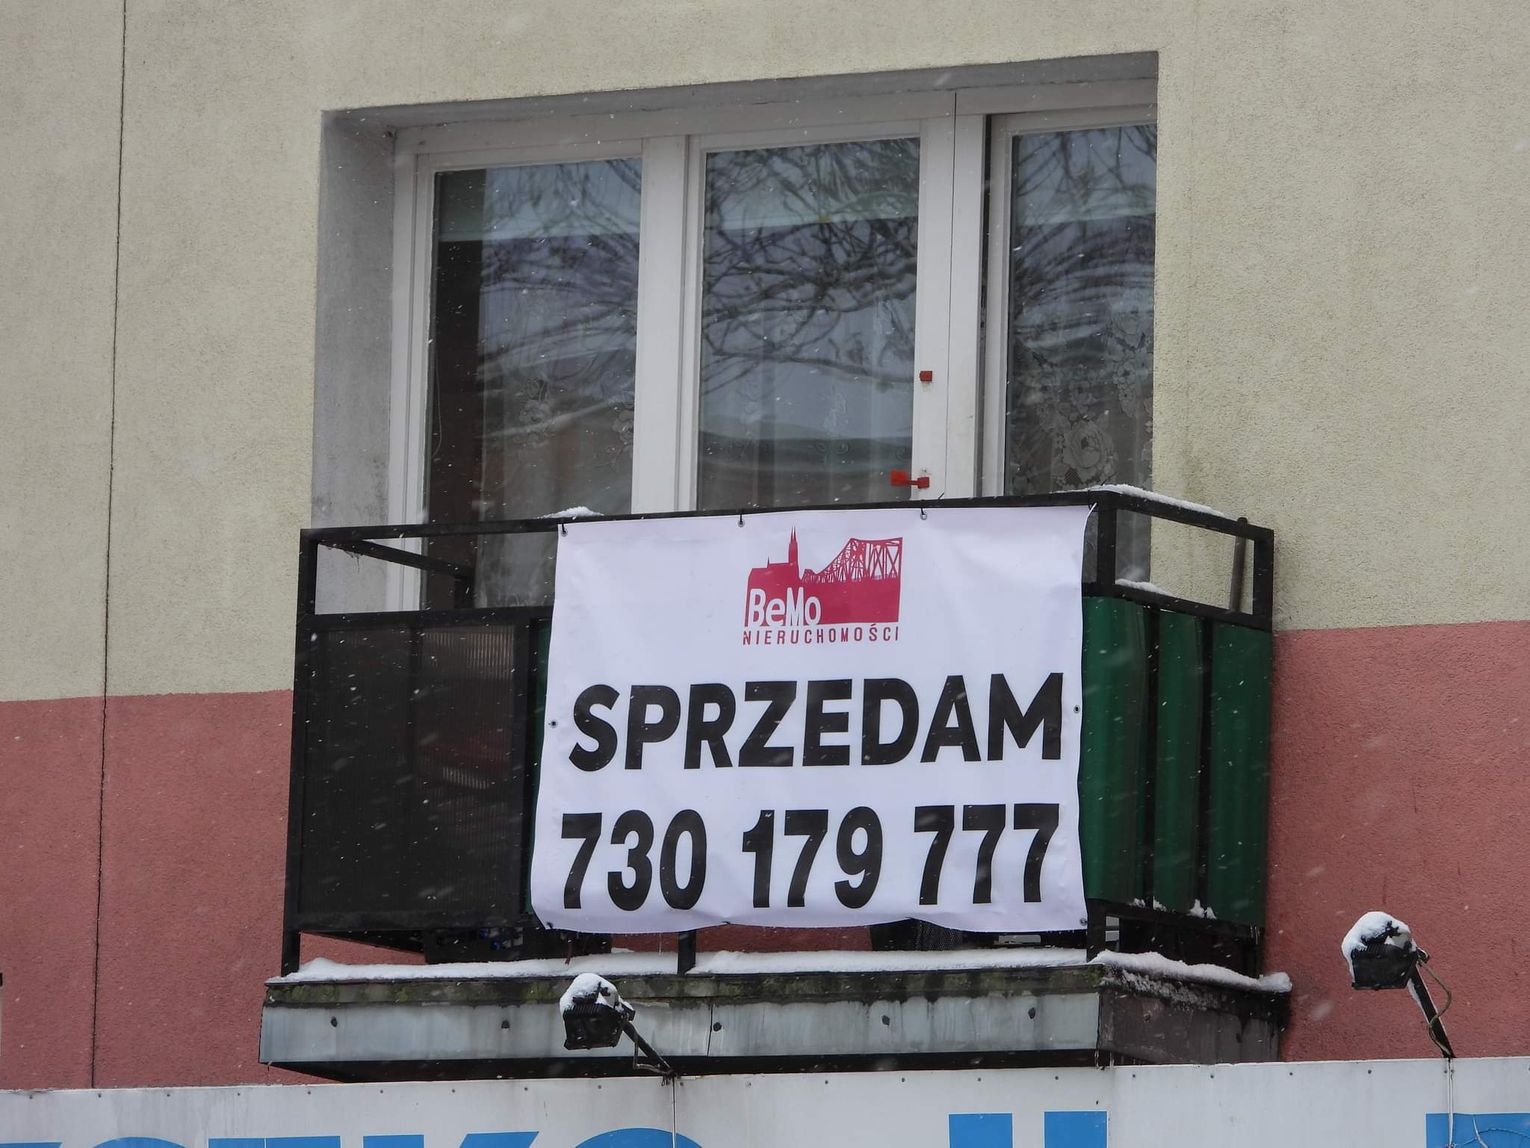 BeMo
NIERUCHOMOŚCI
SPRZEDAM
730 179 777